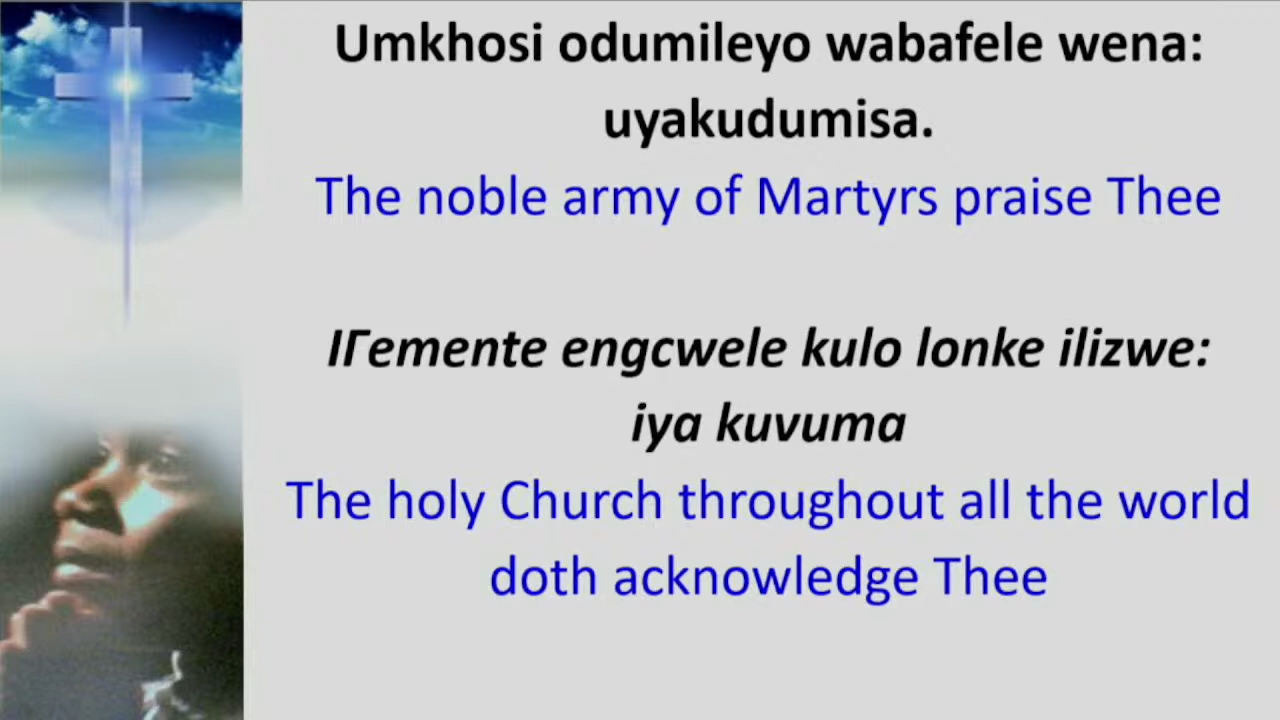 Umkhosi odumileyo wabafele wena:
uyakudumisa.
The noble army of Martyrs praise Thee
IΓemente engcwele kulo lonke ilizwe:
iya kuvuma
The holy Church throughout all the world
doth acknowledge Thee